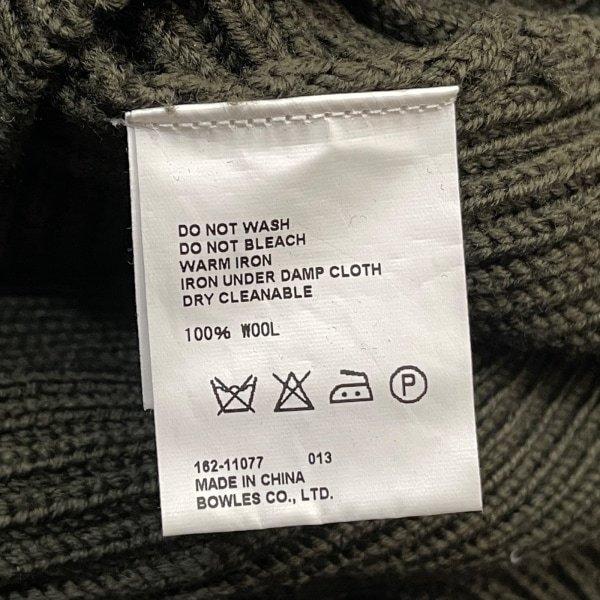 DO NOT WASH
DO NOT BLEACH
WARM IRON
IRON UNDER DAMP CLOTH
DRY CLEANABLE
100% WOOL
P
162-11077 013
MADE IN CHINA
BOWLES CO., LTD.